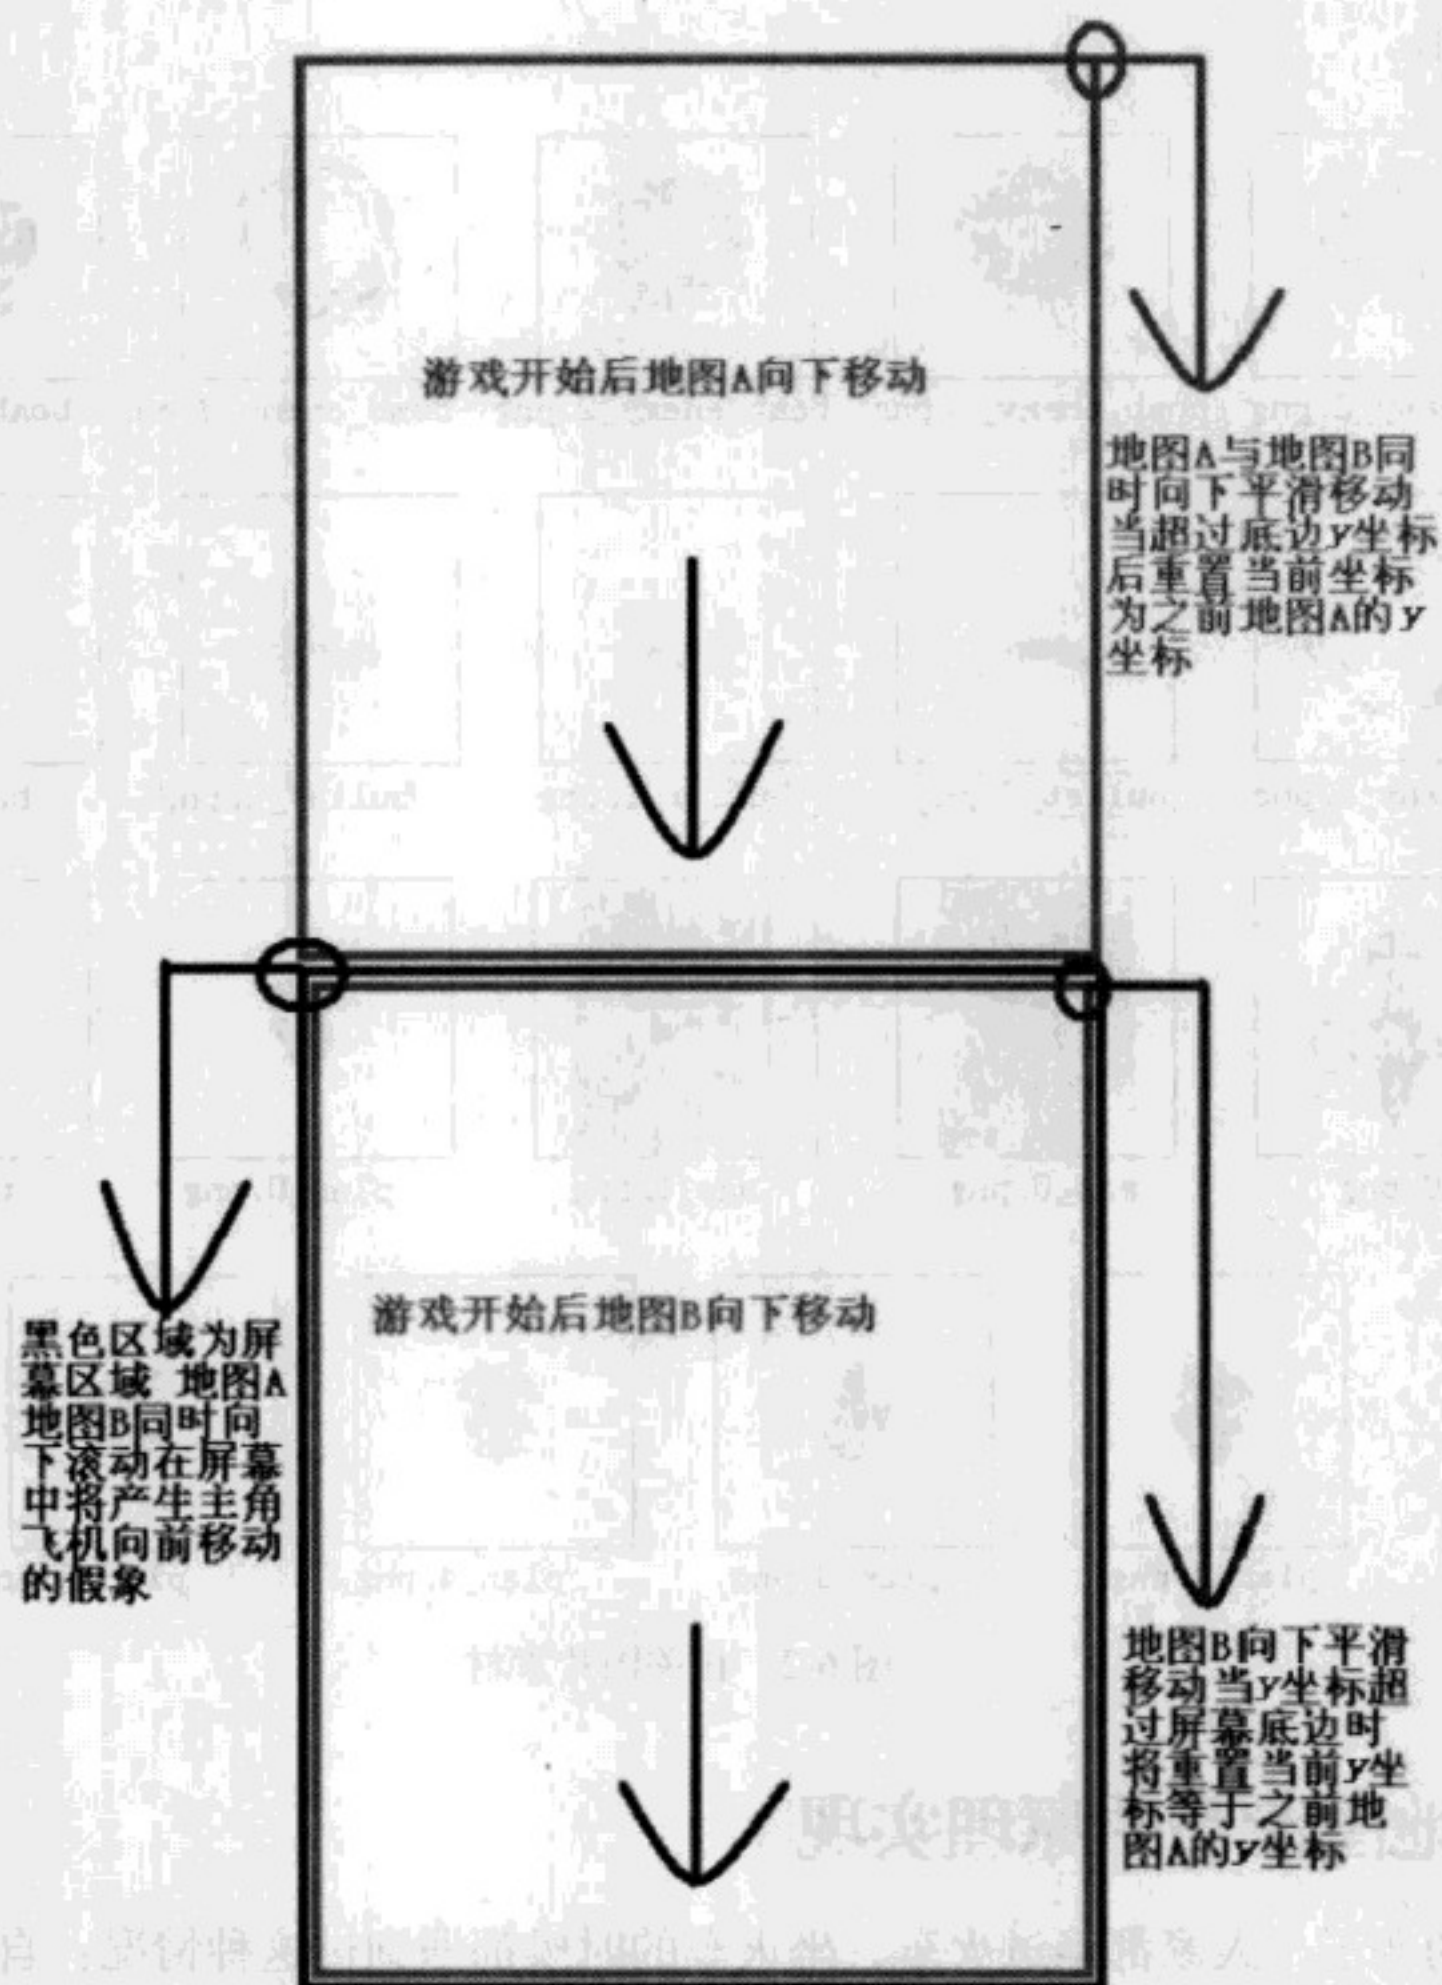 游戏开始后地图A向下移动
地图A与地图B同
时向下平滑移动
当超过底边y坐标
后重置当前坐标
为之前地图A的y
坐标
游戏开始后地图B向下移动
黑色区域为屏
幕区域 地图A
地图B同时向
下滚动在屏幕
中将产生主角
飞机向前移动
的假象
地图B向下平滑
移动当y坐标超
过屏幕底边时
将重置当前y坐
标等于之前地
图A的y坐标